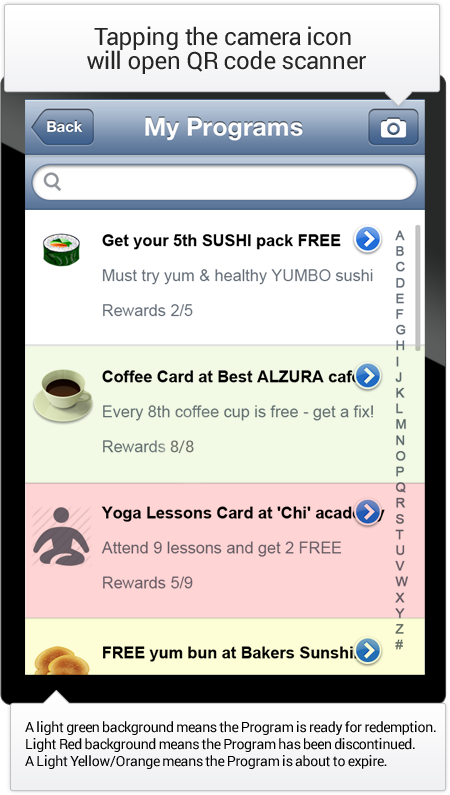 Tapping the camera icon
will open QR code scanner
Back
My Programs
Get your 5th SUSHI pack FREE
Must try yum & healthy YUMBO sushi
Rewards 2/5
Coffee Card at Best ALZURA café
Every 8th coffee cup is free - get a fix!
Rewards 8/8
Yoga Lessons Card at 'Chi' academy
Attend 9 lessons and get 2 FREE
Rewards 5/9
FREE yum bun at Bakers Sunshi
A
B
C
D
E
F
G
H
I
J
K
L
M
N
O
P
Q
R
S
T
U
V
W
X
Y
Z
#
A light green background means the Program is ready for redemption.
Light Red background means the Program has been discontinued.
A Light Yellow/Orange means the Program is about to expire.